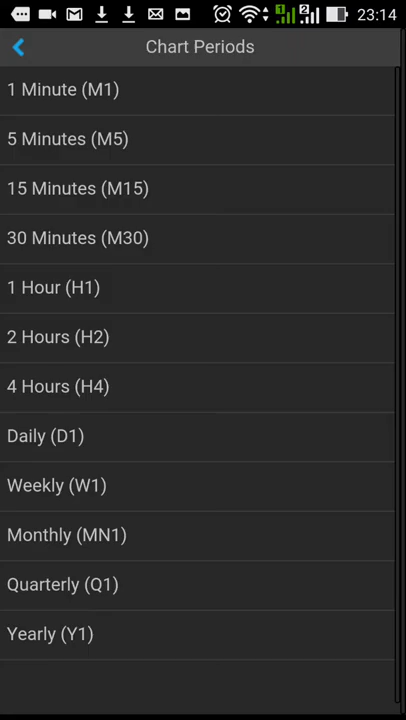 23:14
Chart Periods
1 Minute (M1)
5 Minutes (M5)
15 Minutes (M15)
30 Minutes (M30)
1 Hour (H1)
2 Hours (H2)
4 Hours (H4)
Daily (D1)
Weekly (W1)
Monthly (MN1)
Quarterly (Q1)
Yearly (Y1)